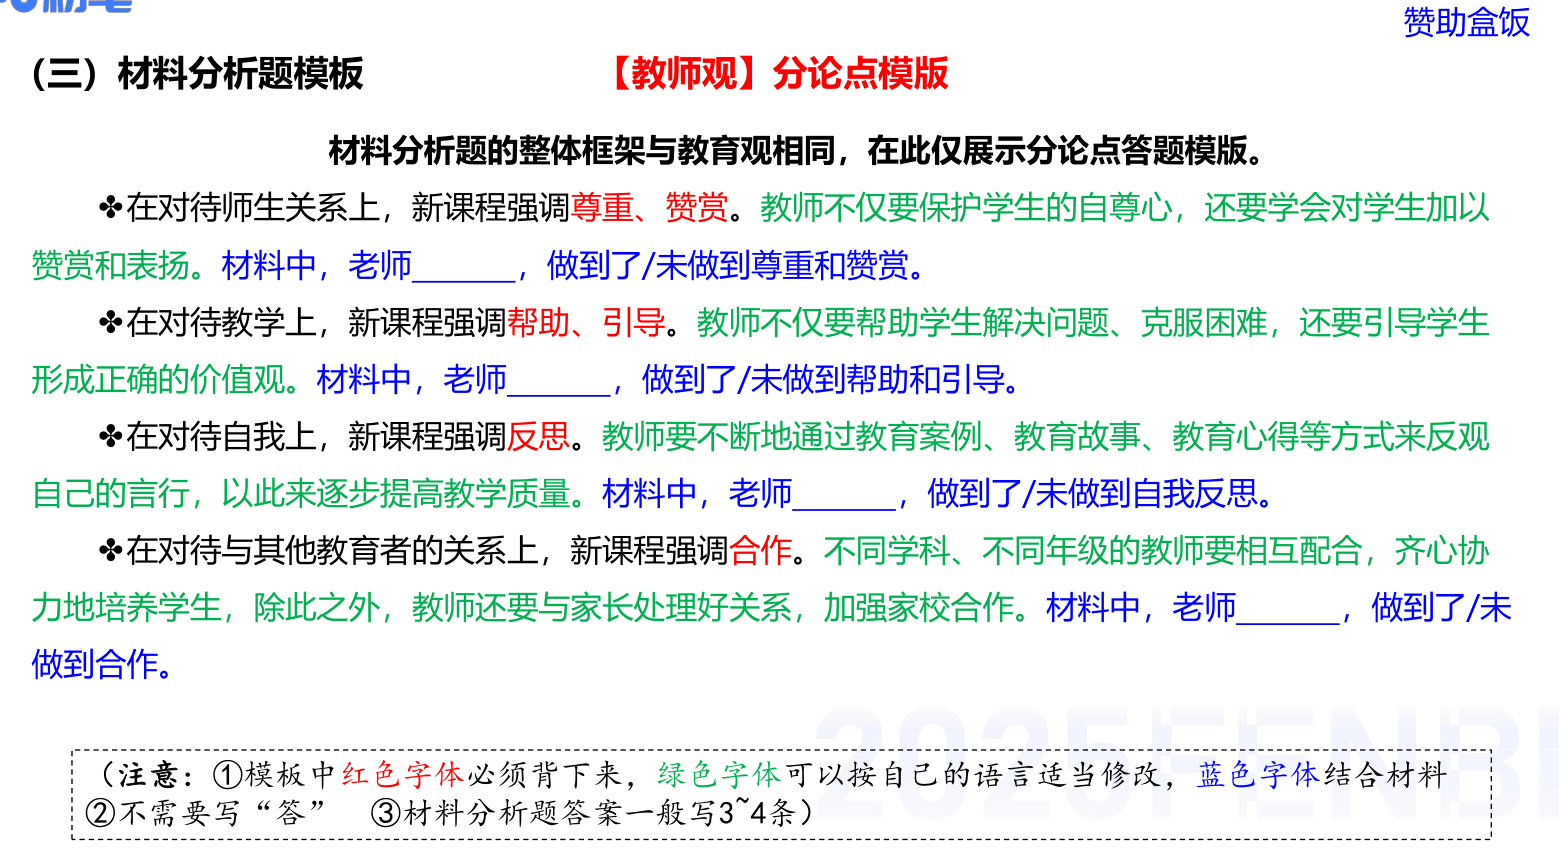 粉笔
赞助盒饭
(三) 材料分析题模板 【教师观】分论点模版
材料分析题的整体框架与教育观相同，在此仅展示分论点答题模版。
✤在对待师生关系上，新课程强调尊重、赞赏。教师不仅要保护学生的自尊心，还要学会对学生加以
赞赏和表扬。材料中，老师______，做到了/未做到尊重和赞赏。
✤在对待教学上，新课程强调帮助、引导。教师不仅要帮助学生解决问题、克服困难，还要引导学生
形成正确的价值观。材料中，老师______，做到了/未做到帮助和引导。
✤在对待自我上，新课程强调反思。教师要不断地通过教育案例、教育故事、教育心得等方式来反观
自己的言行，以此来逐步提高教学质量。材料中，老师______，做到了/未做到自我反思。
✤在对待与其他教育者的关系上，新课程强调合作。不同学科、不同年级的教师要相互配合，齐心协
力地培养学生，除此之外，教师还要与家长处理好关系，加强家校合作。材料中，老师______，做到了/未
做到合作。
2025FENBI
（注意：①模板中红色字体必须背下来，绿色字体可以按自己的语言适当修改，蓝色字体结合材料
②不需要写“答” ③材料分析题答案一般写3~4条）